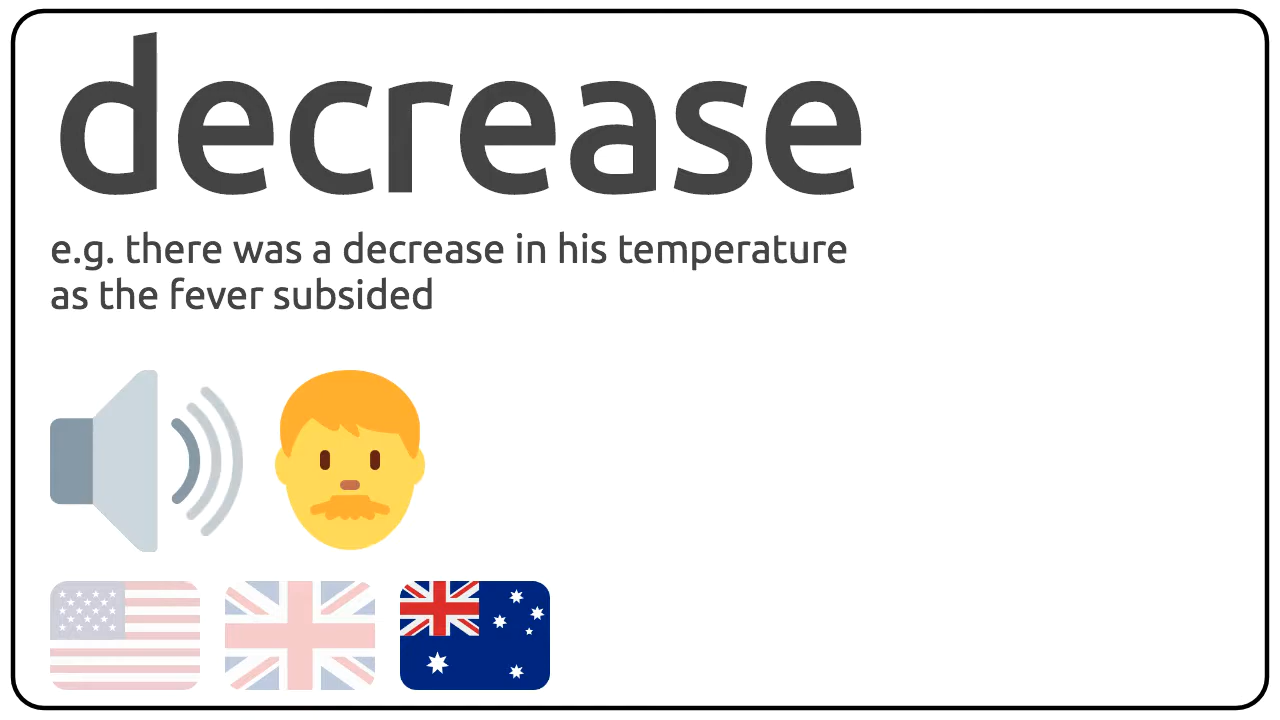 decrease
e.g. there was a decrease in his temperature
as the fever subsided